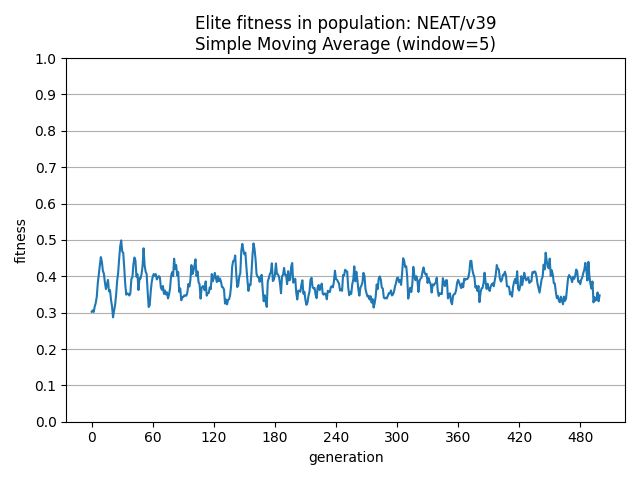 Elite fitness in population: NEAT/v39
Simple Moving Average (window=5)
1.0
0.9
0.8
0.7
0.6
0.5
0.4
0.3
0.2
0.1
0.0
fitness
0 60 120 180 240 300 360 420 480
generation